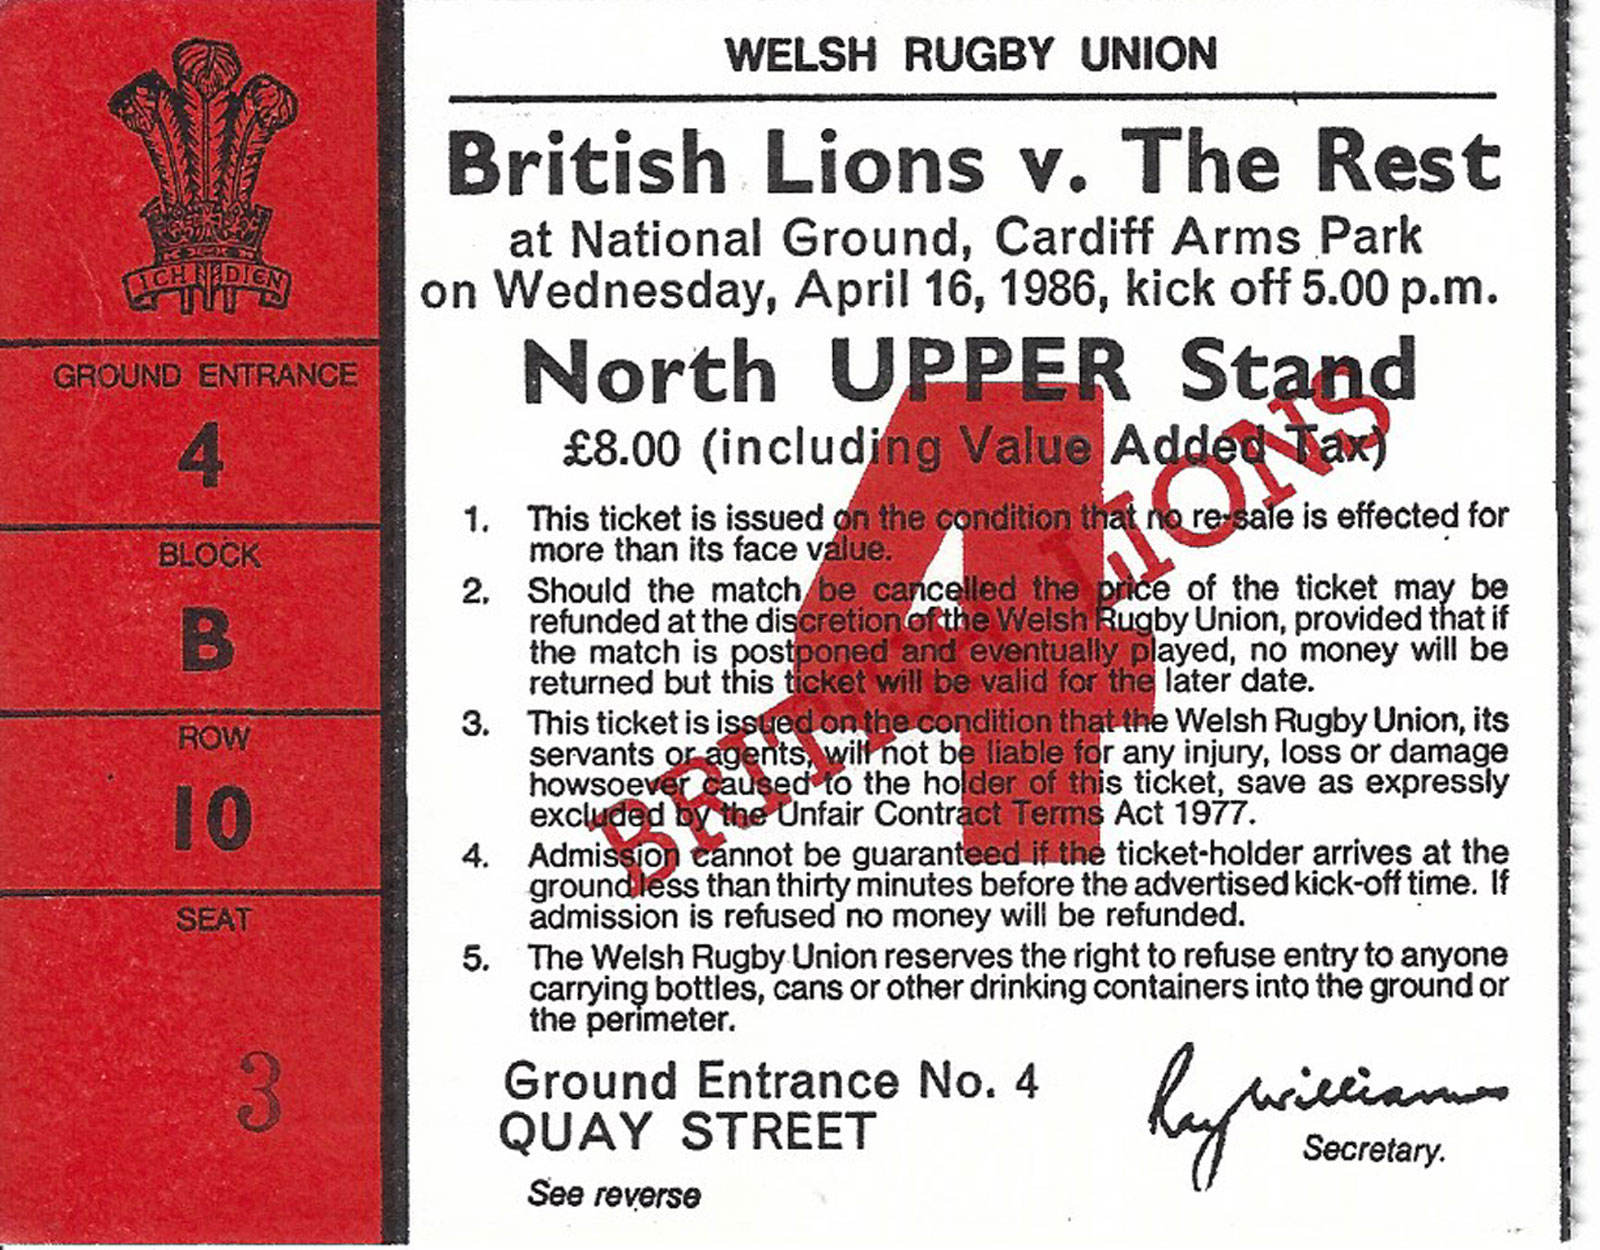 ICH DIEN
GROUND ENTRANCE
4
BLOCK
B
ROW
10
SEAT
3
WELSH RUGBY UNION
British Lions v. The Rest
at National Ground, Cardiff Arms Park
on Wednesday, April 16, 1986, kick off 5.00 p.m.
North UPPER Stand
£8.00 (including Value Added Tax)
1. This ticket is issued on the condition that no re-sale is effected for
more than its face value.
2. Should the match be cancelled the price of the ticket may be
refunded at the discretion of the Welsh Rugby Union, provided that if
the match is postponed and eventually played, no money will be
returned but this ticket will be valid for the later date.
3. This ticket is issued on the condition that the Welsh Rugby Union, its
servants or agents, will not be liable for any injury, loss or damage
howsoever caused to the holder of this ticket, save as expressly
excluded by the Unfair Contract Terms Act 1977.
4. Admission cannot be guaranteed if the ticket-holder arrives at the
ground less than thirty minutes before the advertised kick-off time. If
admission is refused no money will be refunded.
5. The Welsh Rugby Union reserves the right to refuse entry to anyone
carrying bottles, cans or other drinking containers into the ground or
the perimeter.
4
BRITISH LIONS
Ground Entrance No. 4
QUAY STREET
See reverse
Ray Williams
Secretary.